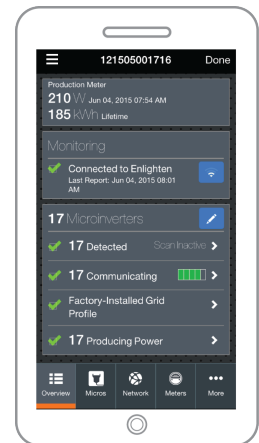 121505001716 Done
Production Meter
210 W Jun 04, 2015 07:54 AM
185 kWh Lifetime
Monitoring
Connected to Enlighten
Last Report: Jun 04, 2015 08:01
AM
17 Microinverters
17 Detected Scan Inactive
17 Communicating
Factory-Installed Grid
Profile
17 Producing Power
Overview Micros Network Meters More